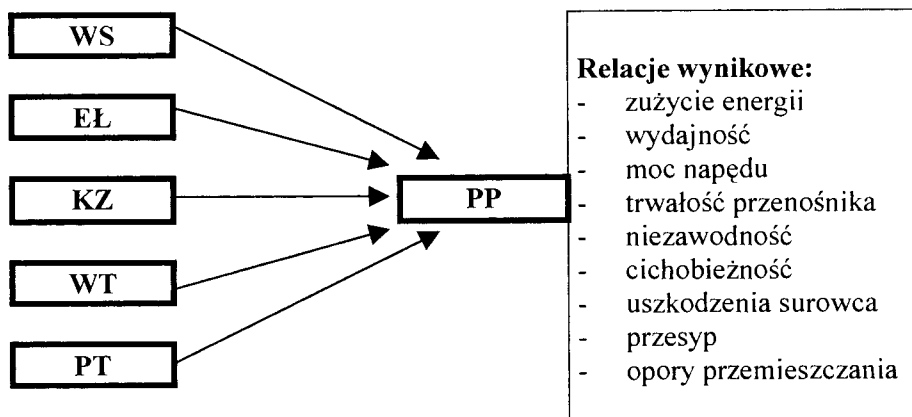 WS
EŁ
KZ
WT
PT
PP
Relacje wynikowe:
- zużycie energii
- wydajność
- moc napędu
- trwałość przenośnika
- niezawodność
- cichobieżność
- uszkodzenia surowca
- przesyp
- opory przemieszczania